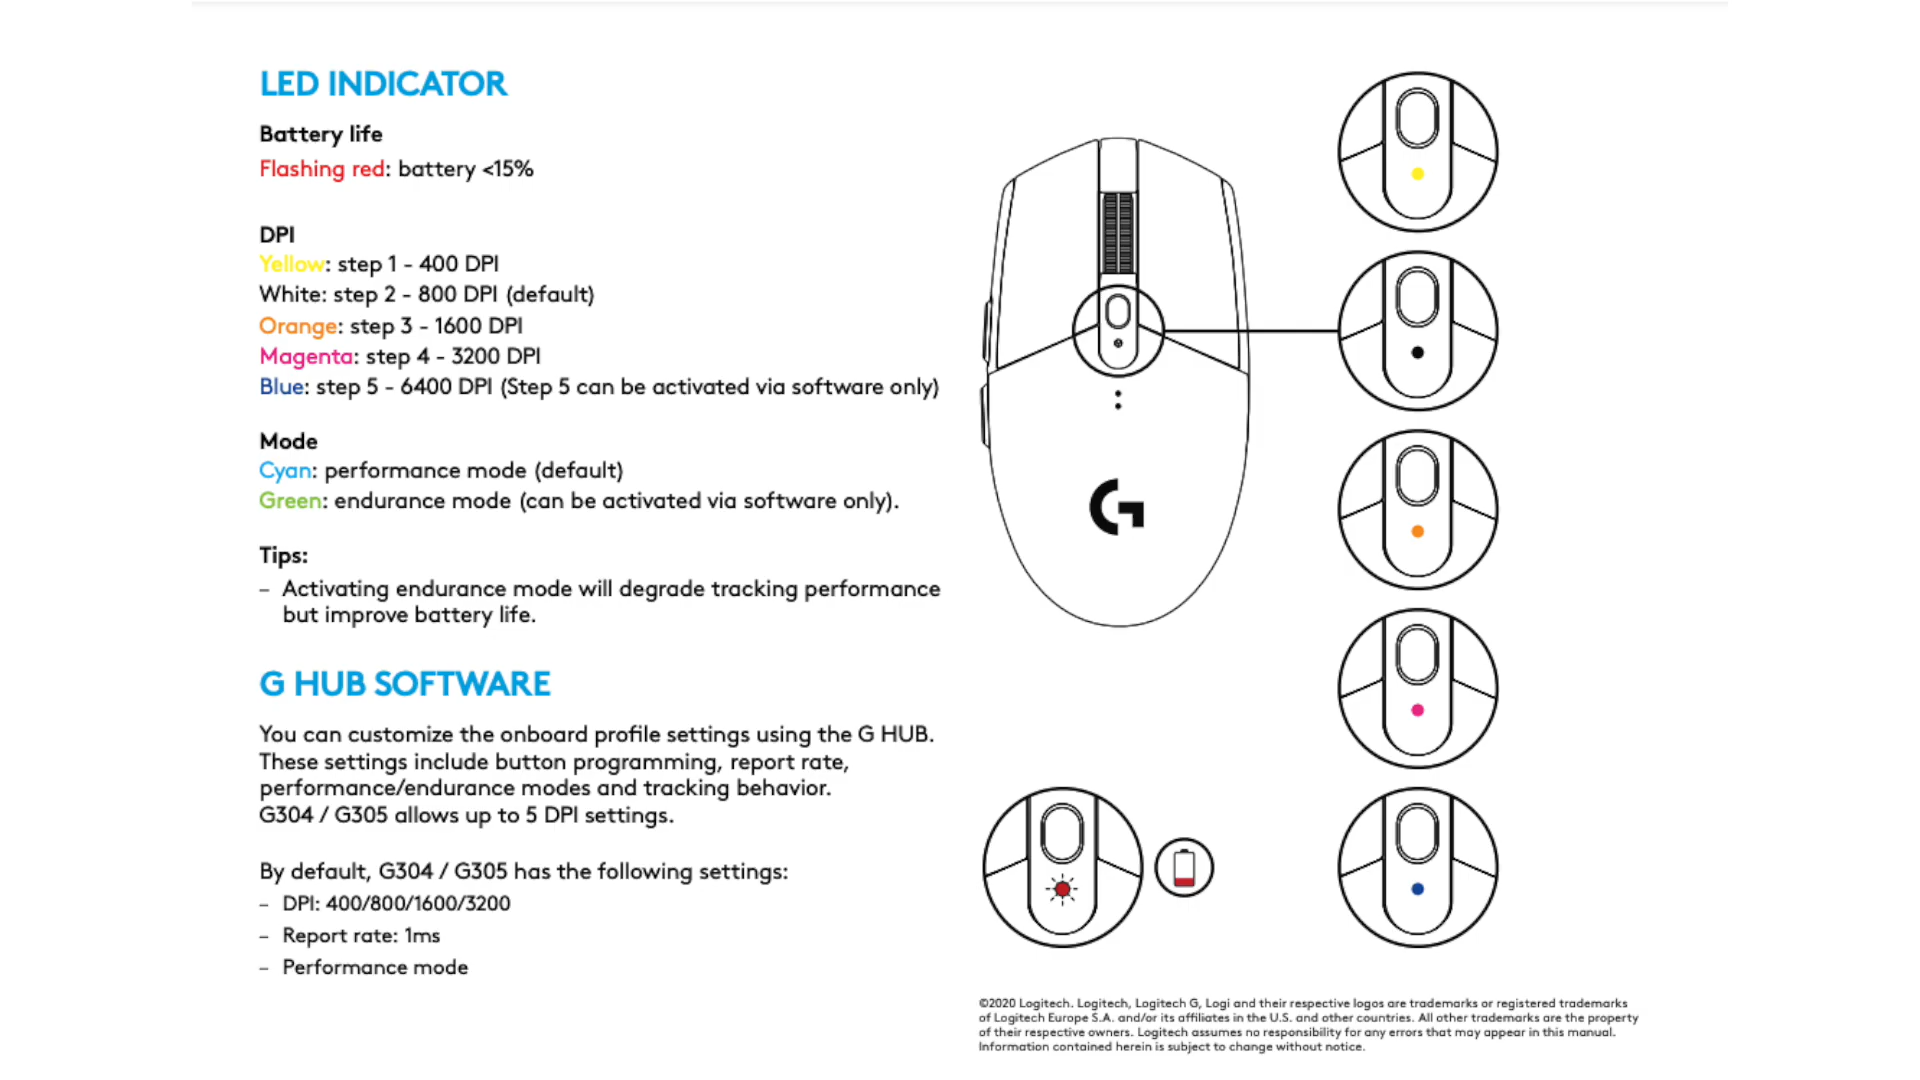 LED INDICATOR
Battery life
Flashing red: battery <15%
DPI
Yellow: step 1 - 400 DPI
White: step 2 - 800 DPI (default)
Orange: step 3 - 1600 DPI
Magenta: step 4 - 3200 DPI
Blue: step 5 - 6400 DPI (Step 5 can be activated via software only)
Mode
Cyan: performance mode (default)
Green: endurance mode (can be activated via software only).
Tips:
– Activating endurance mode will degrade tracking performance
but improve battery life.
G HUB SOFTWARE
You can customize the onboard profile settings using the G HUB.
These settings include button programming, report rate,
performance/endurance modes and tracking behavior.
G304 / G305 allows up to 5 DPI settings.
By default, G304 / G305 has the following settings:
– DPI: 400/800/1600/3200
– Report rate: 1ms
– Performance mode
G
©2020 Logitech. Logitech, Logitech G, Logi and their respective logos are trademarks or registered trademarks
of Logitech Europe S.A. and/or its affiliates in the U.S. and other countries. All other trademarks are the property
of their respective owners. Logitech assumes no responsibility for any errors that may appear in this manual.
Information contained herein is subject to change without notice.